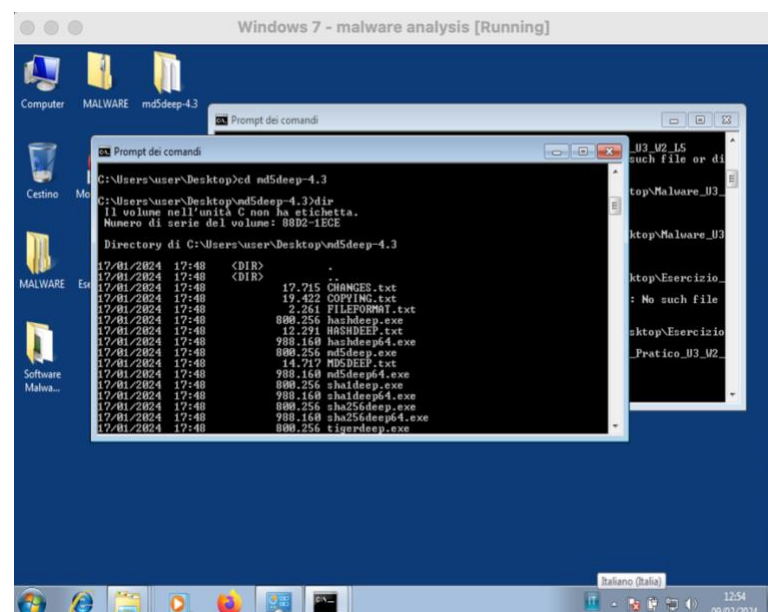 Windows 7 - malware analysis [Running]
Computer
MALWARE
md5deep-4.3
Prompt dei comandi
_U3_W2_L5
such file or di
top\Malware_U3_
ktop\Malware_U3
ktop\Esercizio_
: No such file
sktop\Esercizio
_Pratico_U3_W2_
Prompt dei comandi
C:\Users\user\Desktop>cd md5deep-4.3
C:\Users\user\Desktop\md5deep-4.3>dir
Il volume nell'unità C non ha etichetta.
Numero di serie del volume: 88D2-1ECE
Directory di C:\Users\user\Desktop\md5deep-4.3
17/01/2024 17:48 <DIR> .
17/01/2024 17:48 <DIR> ..
17/01/2024 17:48 17.715 CHANGES.txt
17/01/2024 17:48 19.422 COPYING.txt
17/01/2024 17:48 2.261 FILEFORMAT.txt
17/01/2024 17:48 800.256 hashdeep.exe
17/01/2024 17:48 12.291 HASHDEEP.txt
17/01/2024 17:48 988.160 hashdeep64.exe
17/01/2024 17:48 800.256 md5deep.exe
17/01/2024 17:48 14.717 MD5DEEP.txt
17/01/2024 17:48 988.160 md5deep64.exe
17/01/2024 17:48 800.256 sha1deep.exe
17/01/2024 17:48 988.160 sha1deep64.exe
17/01/2024 17:48 800.256 sha256deep.exe
17/01/2024 17:48 988.160 sha256deep64.exe
17/01/2024 17:48 800.256 tigerdeep.exe
Cestino
Mo
MALWARE
Ese
Software
Malwa...
Italiano (Italia)
IT
12:54